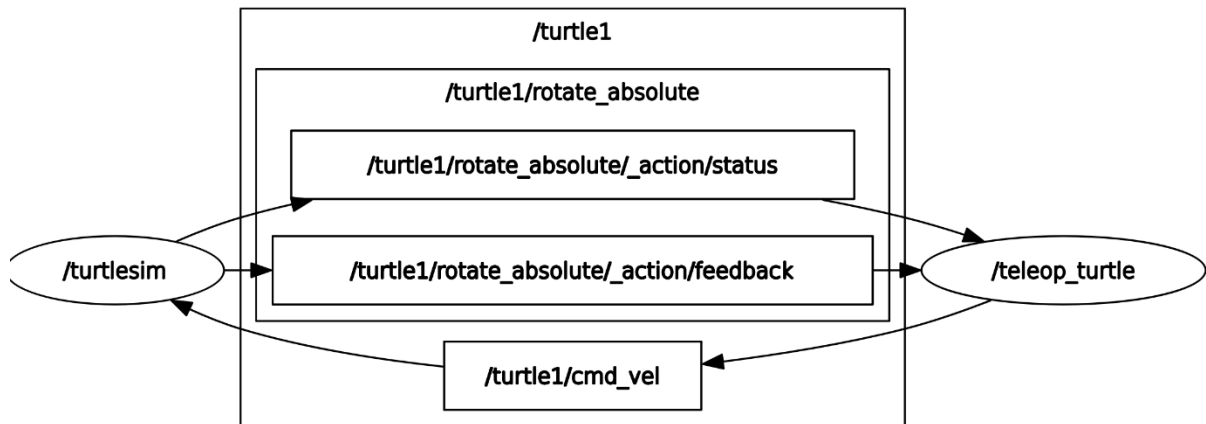 /turtle1
/turtle1/rotate_absolute
/turtle1/rotate_absolute/_action/status
/turtlesim
/turtle1/rotate_absolute/_action/feedback
/teleop_turtle
/turtle1/cmd_vel